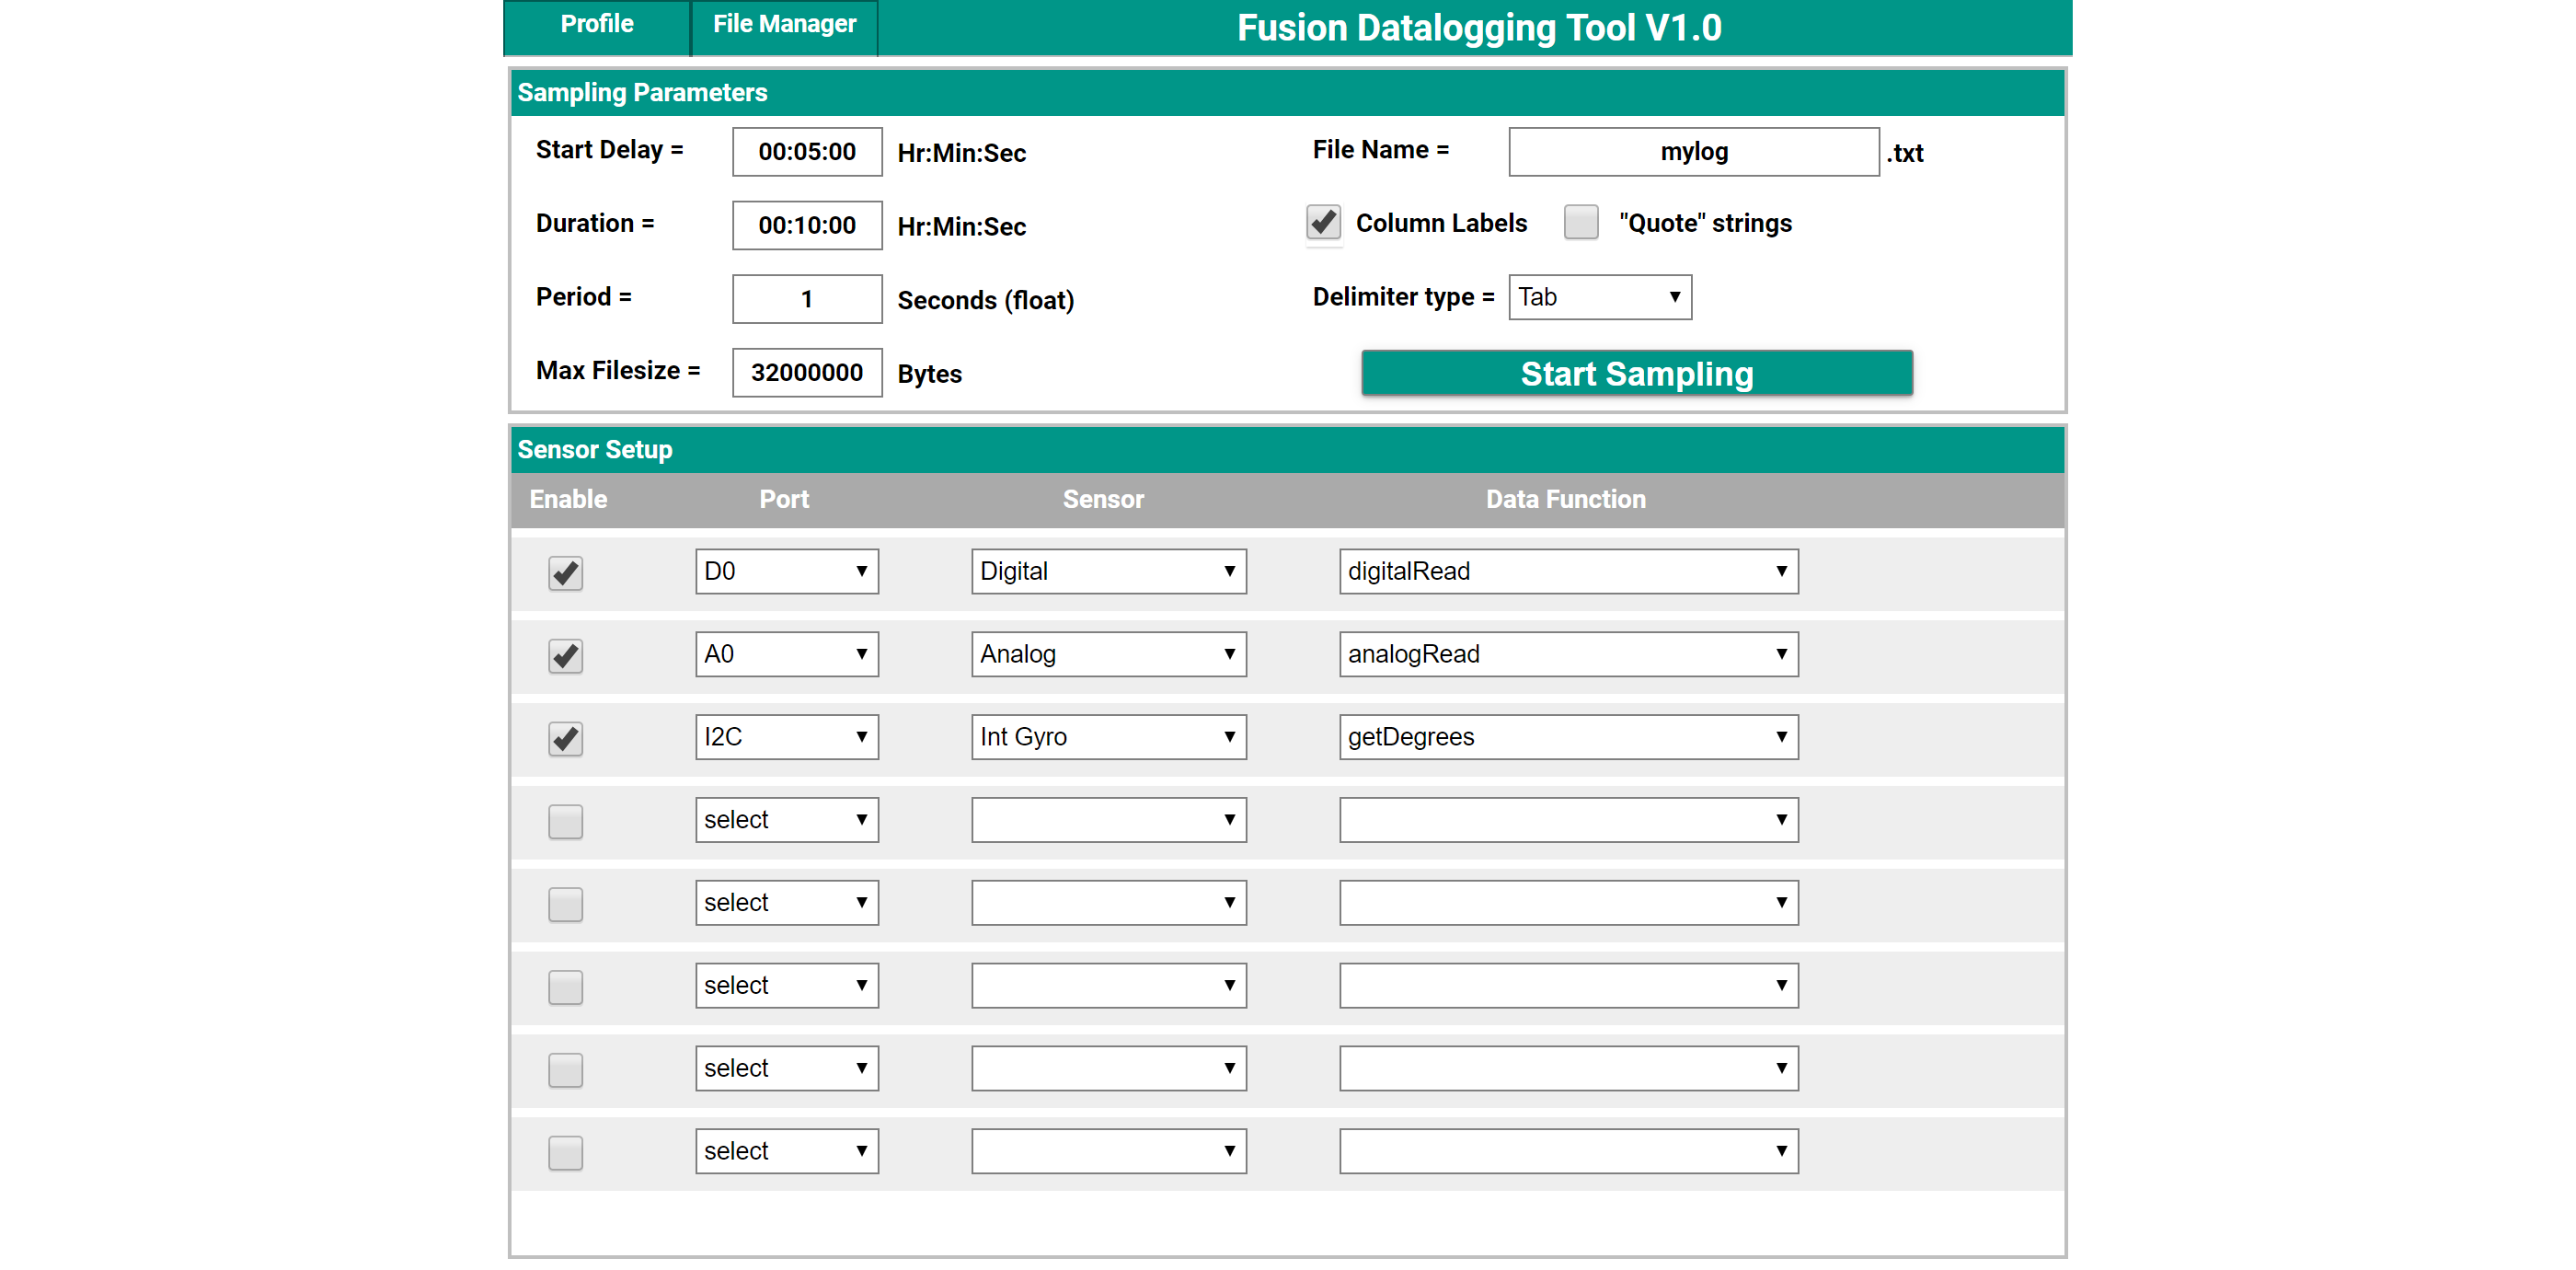 Profile File Manager Fusion Datalogging Tool V1.0
Sampling Parameters
Start Delay = 00:05:00 Hr:Min:Sec File Name = mylog .txt
Duration = 00:10:00 Hr:Min:Sec Column Labels "Quote" strings
Period = 1 Seconds (float) Delimiter type = Tab
Max Filesize = 32000000 Bytes Start Sampling
Sensor Setup
Enable Port Sensor Data Function
D0 Digital digitalRead
A0 Analog analogRead
I2C Int Gyro getDegrees
select
select
select
select
select